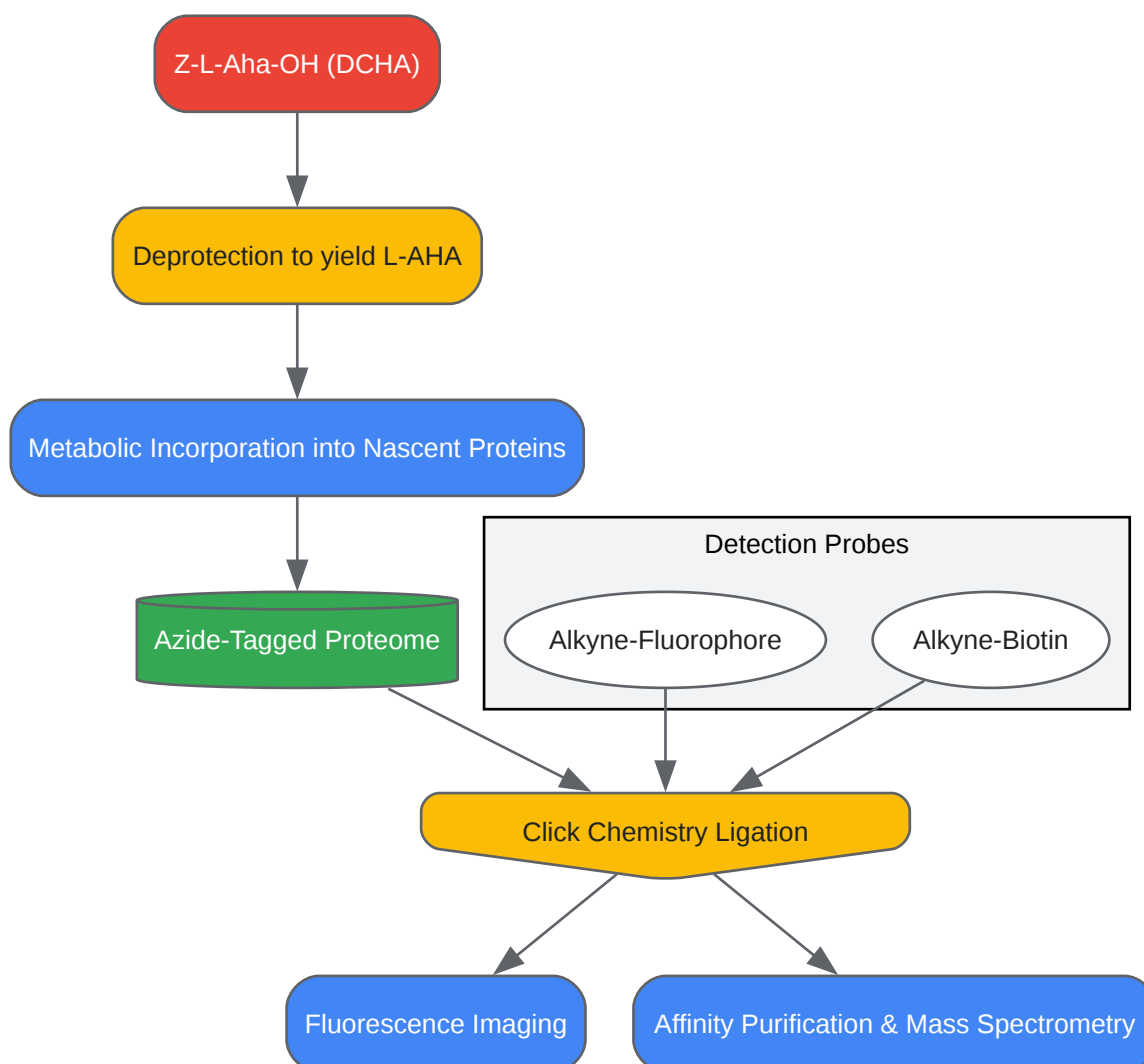 Z-L-Aha-OH (DCHA)
Deprotection to yield L-AHA
Metabolic Incorporation into Nascent Proteins
Detection Probes
Azide-Tagged Proteome
Alkyne-Fluorophore
Alkyne-Biotin
Click Chemistry Ligation
Fluorescence Imaging
Affinity Purification & Mass Spectrometry